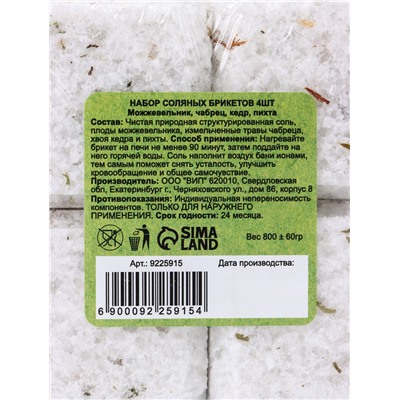 НАБОР СОЛЯНЫХ БРИКЕТОВ 4ШТ
Можжевельник, чабрец, кедр, пихта
Состав: Чистая природная структурированная соль,
плоды можжевельника, измельченные травы чабреца,
хвоя кедра и пихты. Способ применения: Нагревайте
брикет на печи не менее 90 минут, затем поддайте на
него горячей воды. Соль наполнит воздух бани ионами,
тем самым поможет снять усталость, улучшить
кровообращение и общее самочувствие.
Производитель: ООО "ВИП" 620010, Свердловская
обл, Екатеринбург г., Черняховского ул., дом 86, корпус 8
Противопоказания: Индивидуальная непереносимость
компонентов. ТОЛЬКО ДЛЯ НАРУЖНЕГО
ПРИМЕНЕНИЯ. Срок годности: 24 месяца.
SIMA
LAND
Вес 800 ± 60гр
Арт.: 9225915
Дата производства:
6 900092 259154